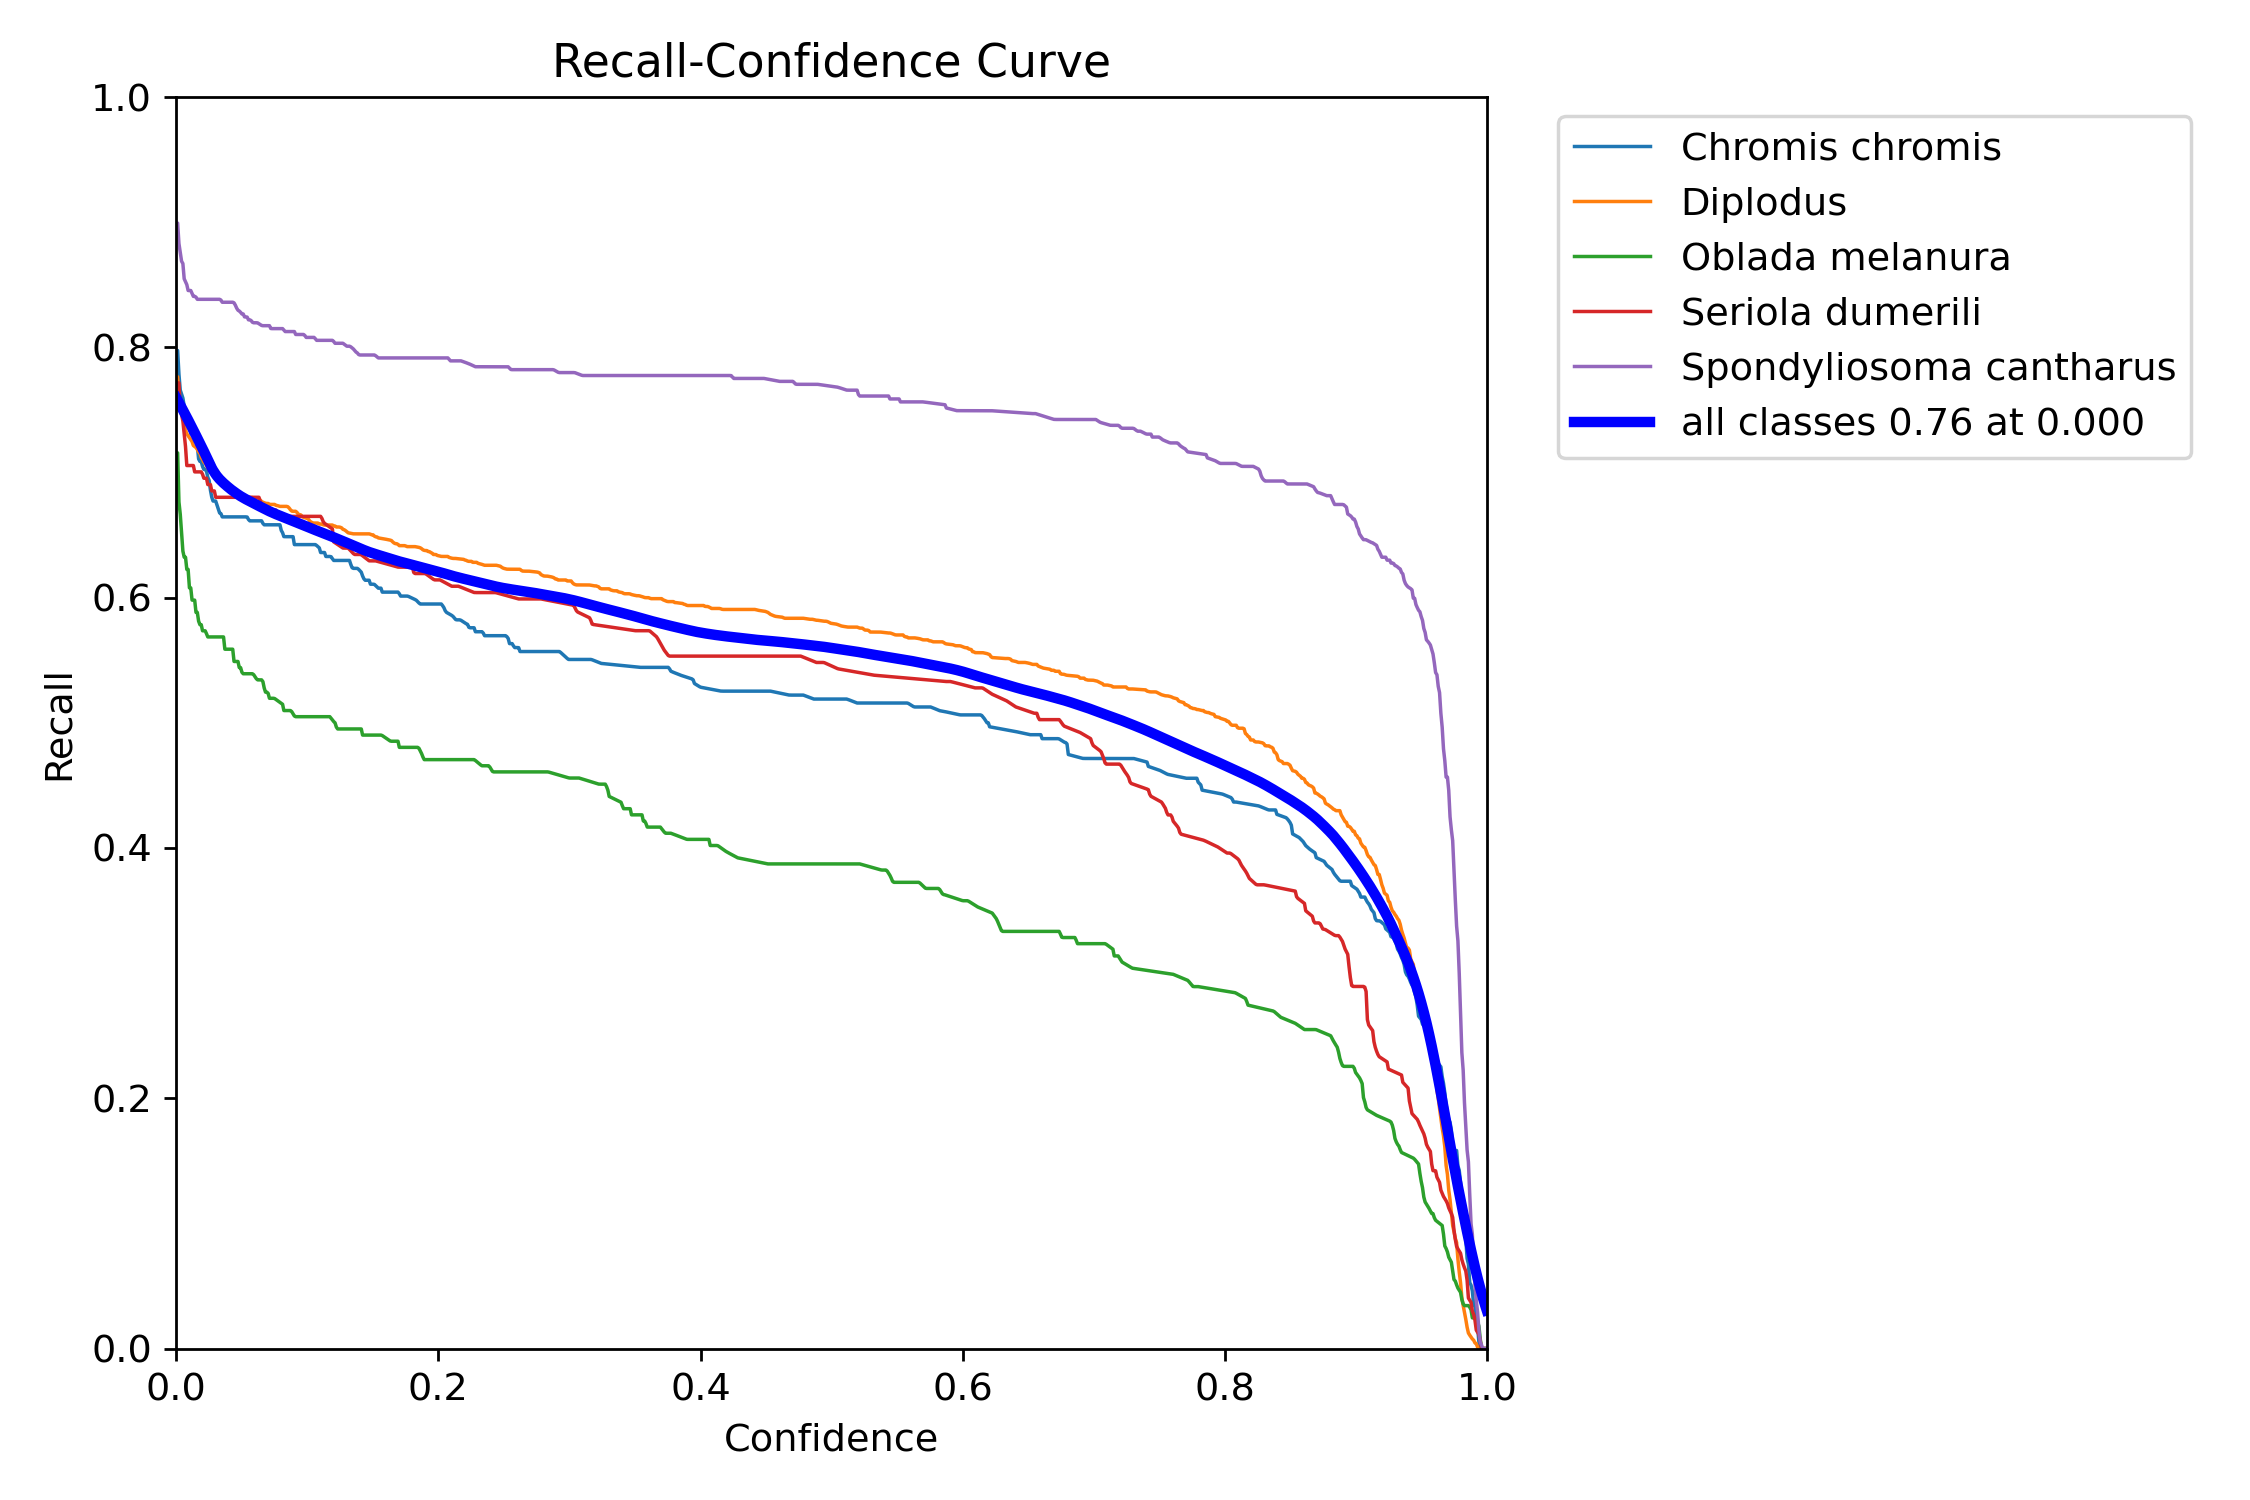 Recall-Confidence Curve
1.0
0.8
0.6
0.4
0.2
0.0
Recall
0.0 0.2 0.4 0.6 0.8 1.0
Confidence
Chromis chromis
Diplodus
Oblada melanura
Seriola dumerili
Spondyliosoma cantharus
all classes 0.76 at 0.000